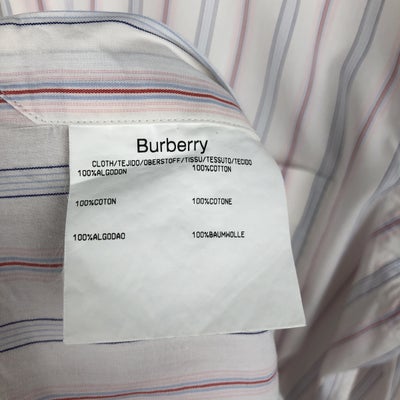 Burberry
CLOTH/TEJIDO/OBERSTOFF/TISSU/TESSUTO/TECIDO
100%ALGODON 100%COTTON
100%COTON 100%COTONE
100%ALGODAO 100%BAUMWOLLE